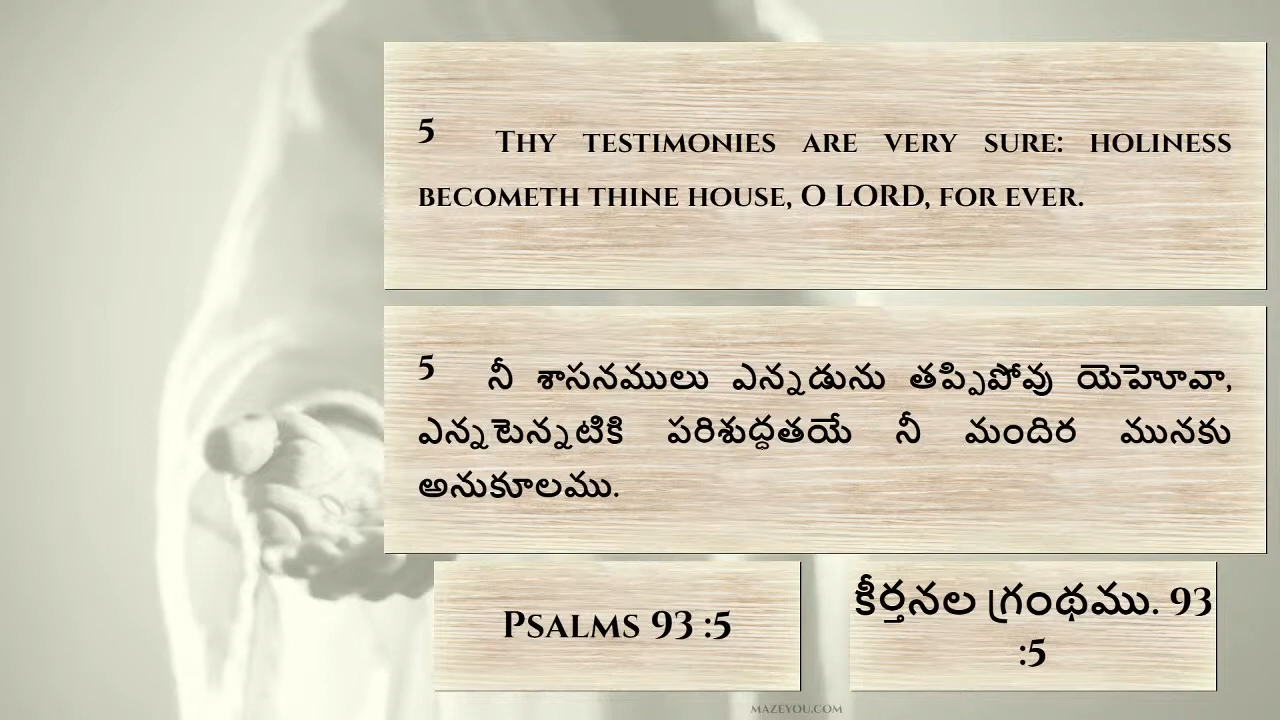 5 Thy testimonies are very sure: holiness
becometh thine house, O LORD, for ever.
5 నీ శాసనములు ఎన్నడును తప్పిపోవు యెహోవా,
ఎన్నటెన్నటికి పరిశుద్ధతయే నీ మందిర మునకు
అనుకూలము.
Psalms 93 :5
కీర్తనల గ్రంథము. 93
:5
mazeyou.com